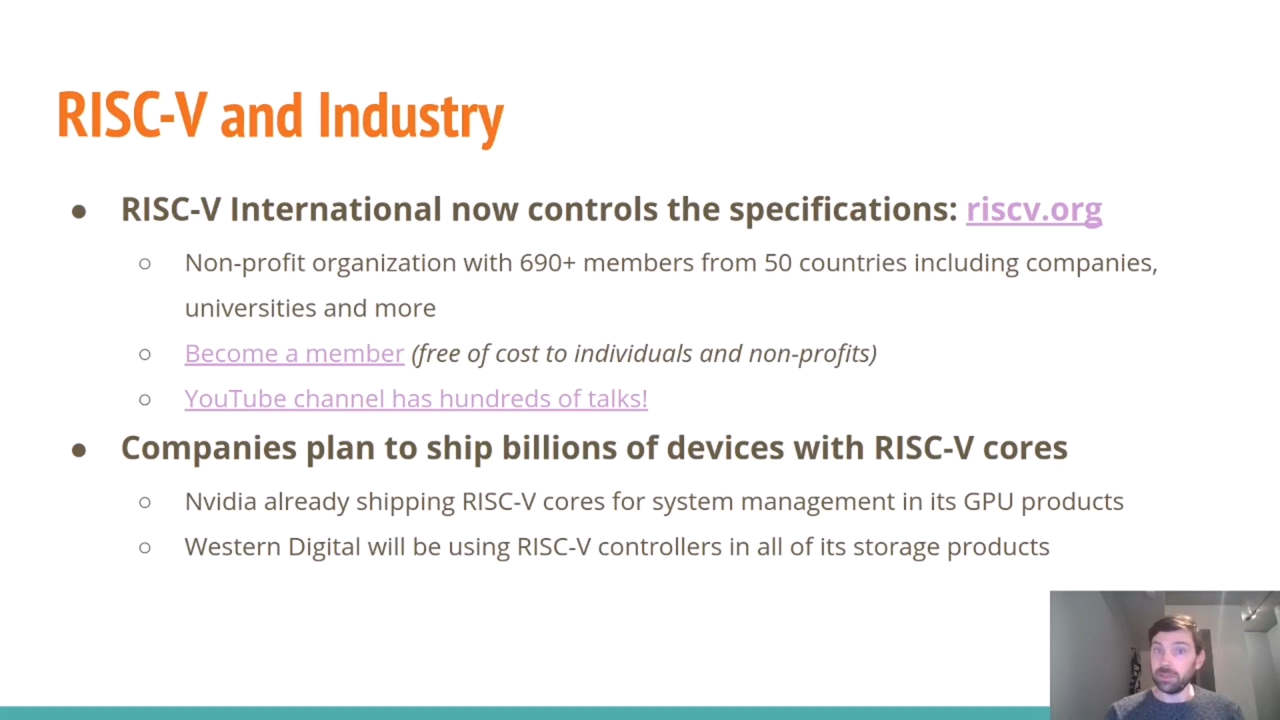 RISC-V and Industry
● RISC-V International now controls the specifications: riscv.org
○ Non-profit organization with 690+ members from 50 countries including companies,
universities and more
○ Become a member (free of cost to individuals and non-profits)
○ YouTube channel has hundreds of talks!
● Companies plan to ship billions of devices with RISC-V cores
○ Nvidia already shipping RISC-V cores for system management in its GPU products
○ Western Digital will be using RISC-V controllers in all of its storage products